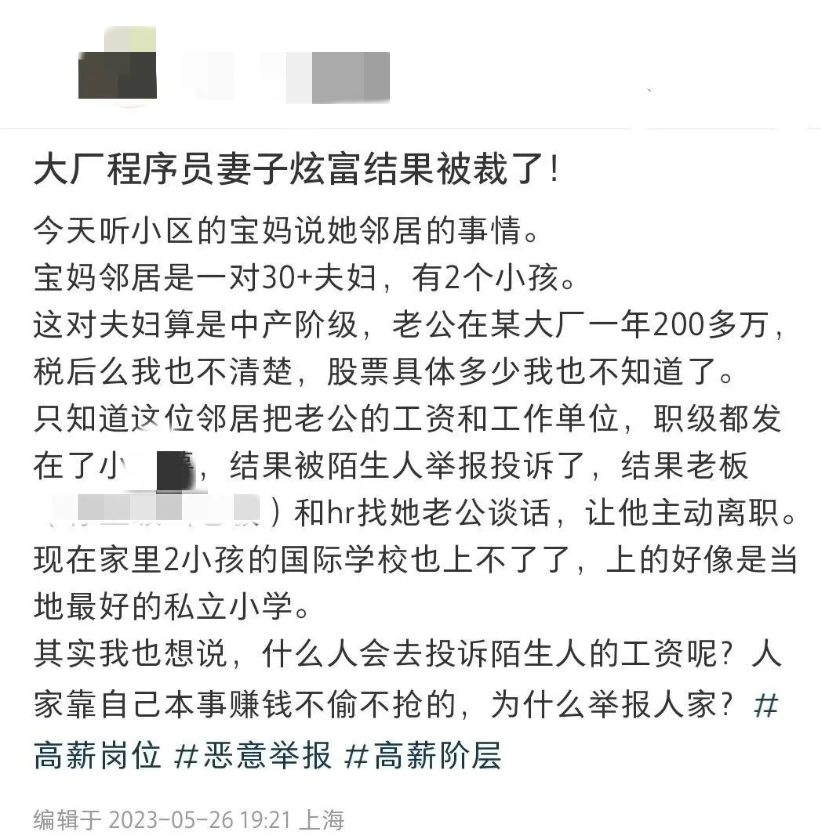 大厂程序员妻子炫富结果被裁了！
今天听小区的宝妈说她邻居的事情。
宝妈邻居是一对30+夫妇，有2个小孩。
这对夫妇算是中产阶级，老公在某大厂一年200多万，
税后么我也不清楚，股票具体多少我也不知道了。
只知道这位邻居把老公的工资和工作单位，职级都发
在了小，结果被陌生人举报投诉了，结果老板
）和hr找她老公谈话，让他主动离职。
现在家里2小孩的国际学校也上不了了，上的好像是当
地最好的私立小学。
其实我也想说，什么人会去投诉陌生人的工资呢？人
家靠自己本事赚钱不偷不抢的，为什么举报人家？#
高薪岗位 #恶意举报 #高薪阶层
编辑于 2023-05-26 19:21 上海